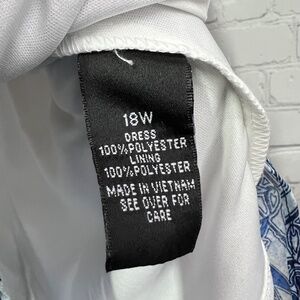 18W
DRESS
100%POLYESTER
LINING
100%POLYESTER
MADE IN VIETNAM
SEE OVER FOR
CARE